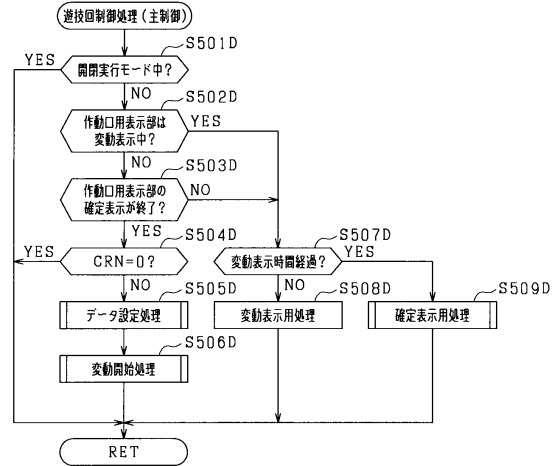 遊技回制御処理(主制御)
S501D
YES
開閉実行モード中?
NO
S502D
作動口用表示部は
変動表示中?
YES
NO
S503D
作動口用表示部の
確定表示が終了?
NO
YES
S504D
YES
CRN=0?
NO
S507D
変動表示時間経過?
YES
NO
S505D
データ設定処理
S508D
変動表示用処理
S509D
確定表示用処理
S506D
変動開始処理
RET